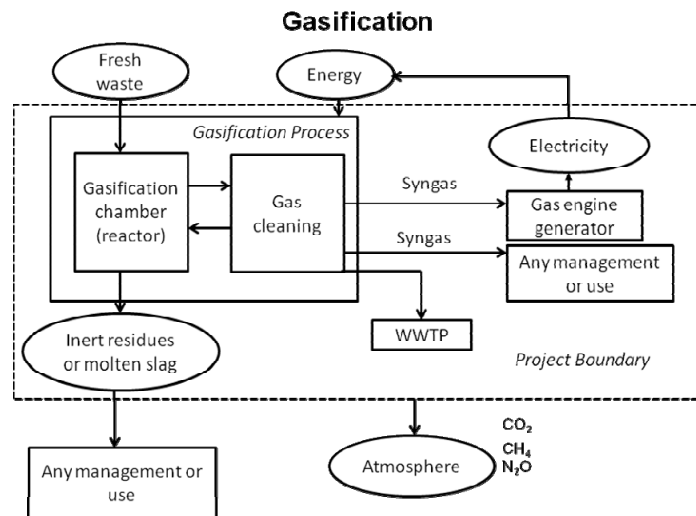 Gasification
Fresh
waste
Energy
Gasification Process
Electricity
Gasification
chamber
(reactor)
Gas
cleaning
Syngas
Gas engine
generator
Syngas
Any management
or use
Inert residues
or molten slag
WWTP
Project Boundary
Any management or
use
Atmosphere
CO₂
CH₄
N₂O